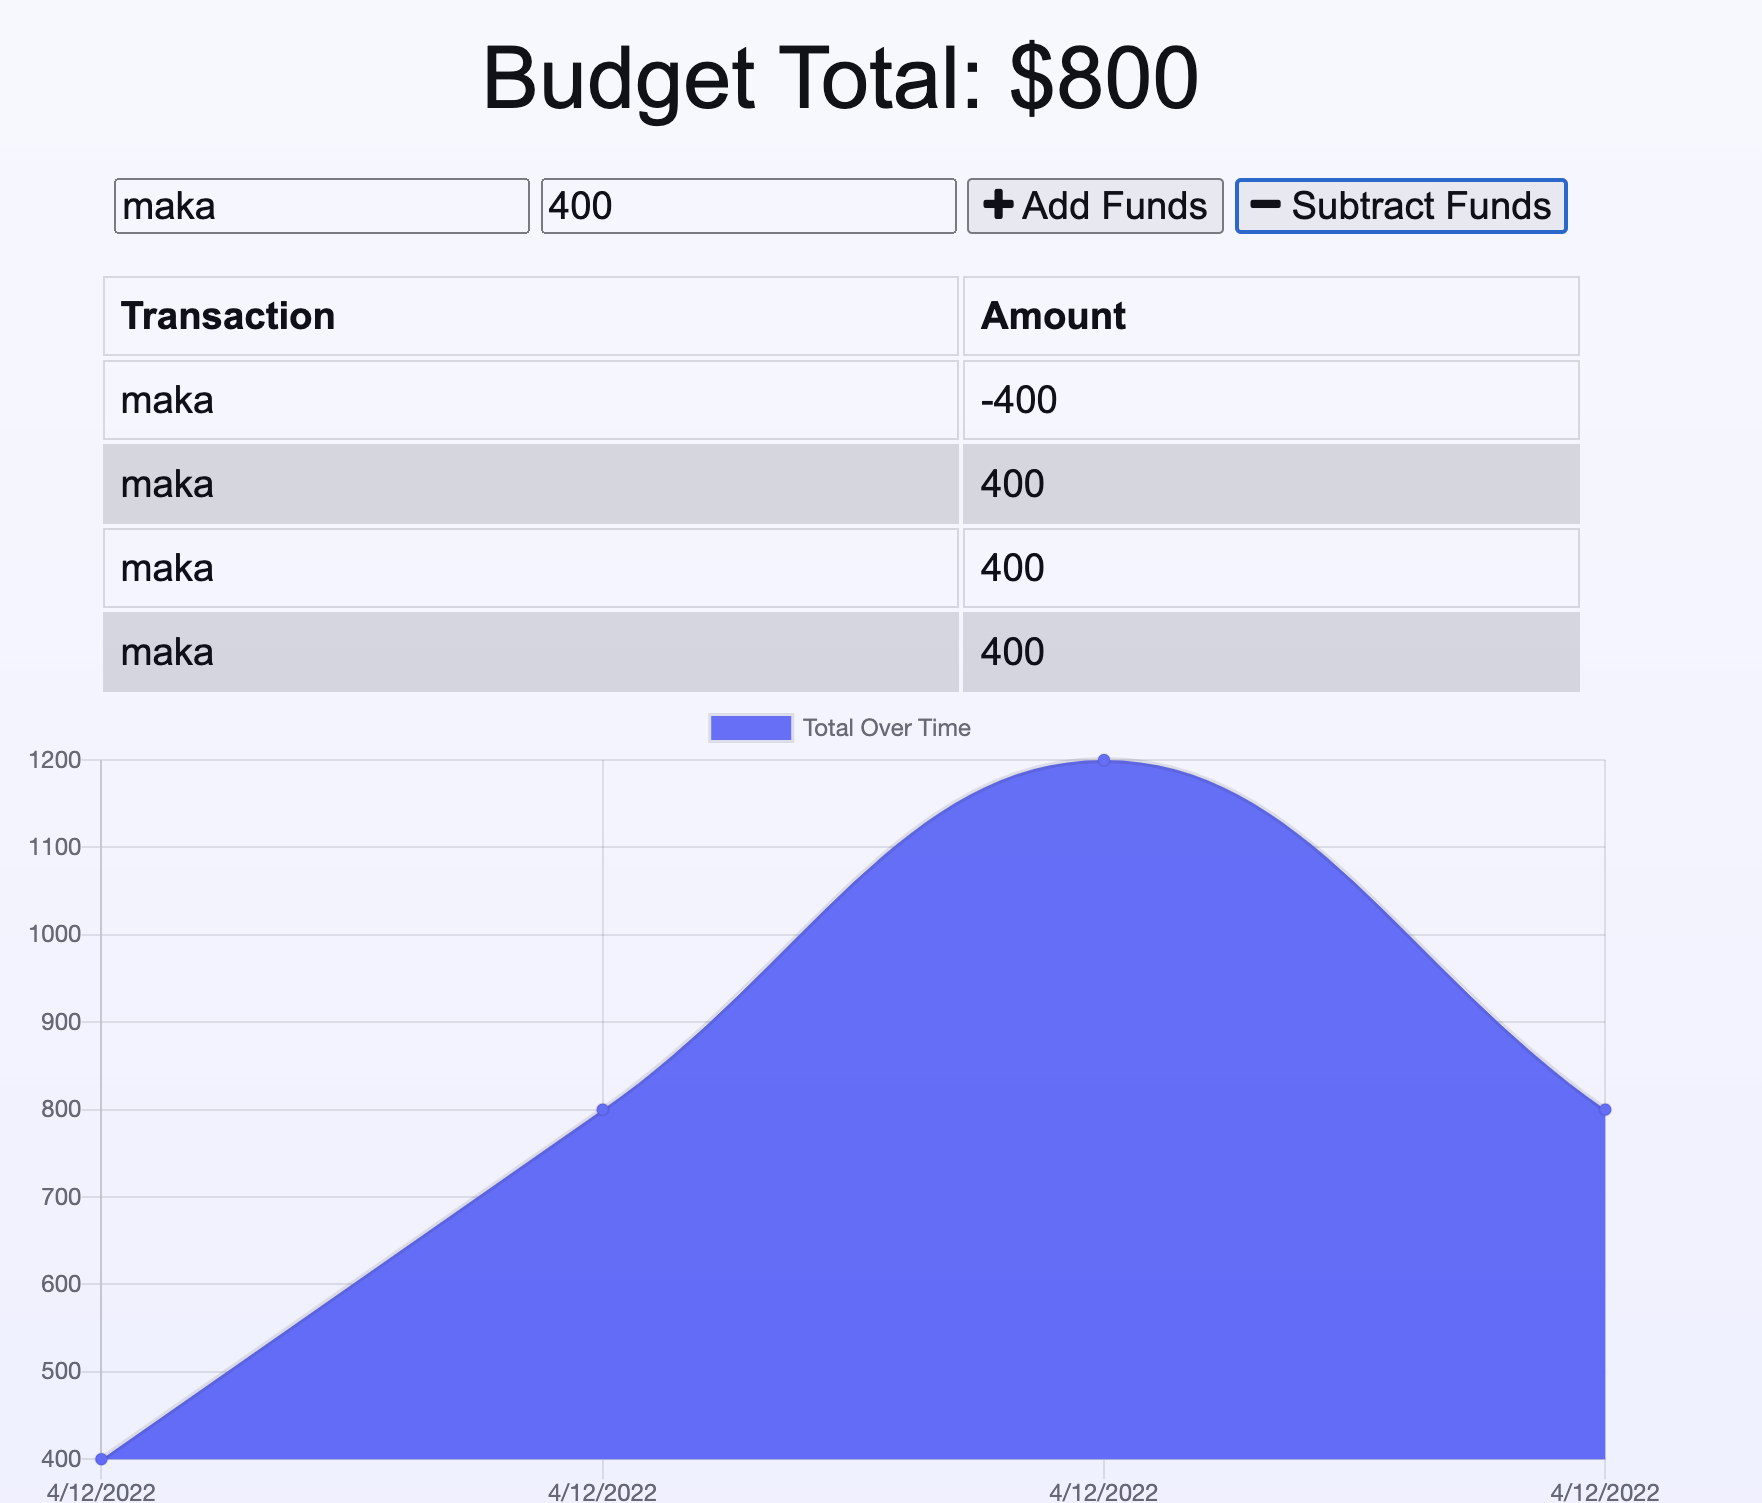 Budget Total: $800
maka 400 Add Funds Subtract Funds
Transaction Amount
maka -400
maka 400
maka 400
maka 400
Total Over Time
1200
1100
1000
900
800
700
600
500
400
4/12/2022 4/12/2022 4/12/2022 4/12/2022